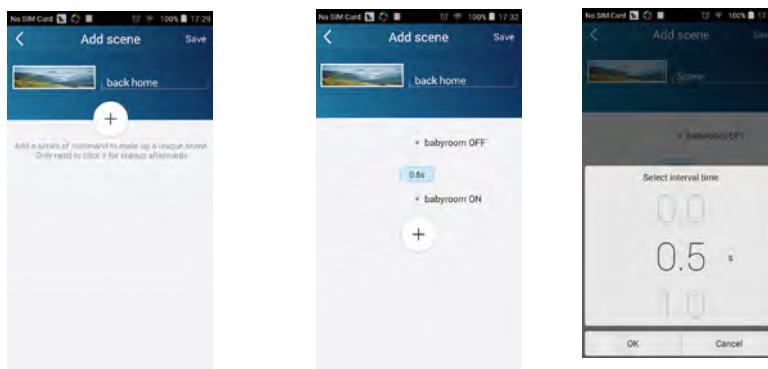 No SIM Card 100% 17:29
Add scene Save
back home
+
Add a series of command to make up a unique scene
Only need to click it for startup afterwards
No SIM Card 100% 17:32
Add scene Save
back home
babyroom OFF
0.5s
babyroom ON
+
No SIM Card 100%
Add scene
Scene
babyroom OFF
Select interval time
0.0
0.5 s
1.0
OK Cancel